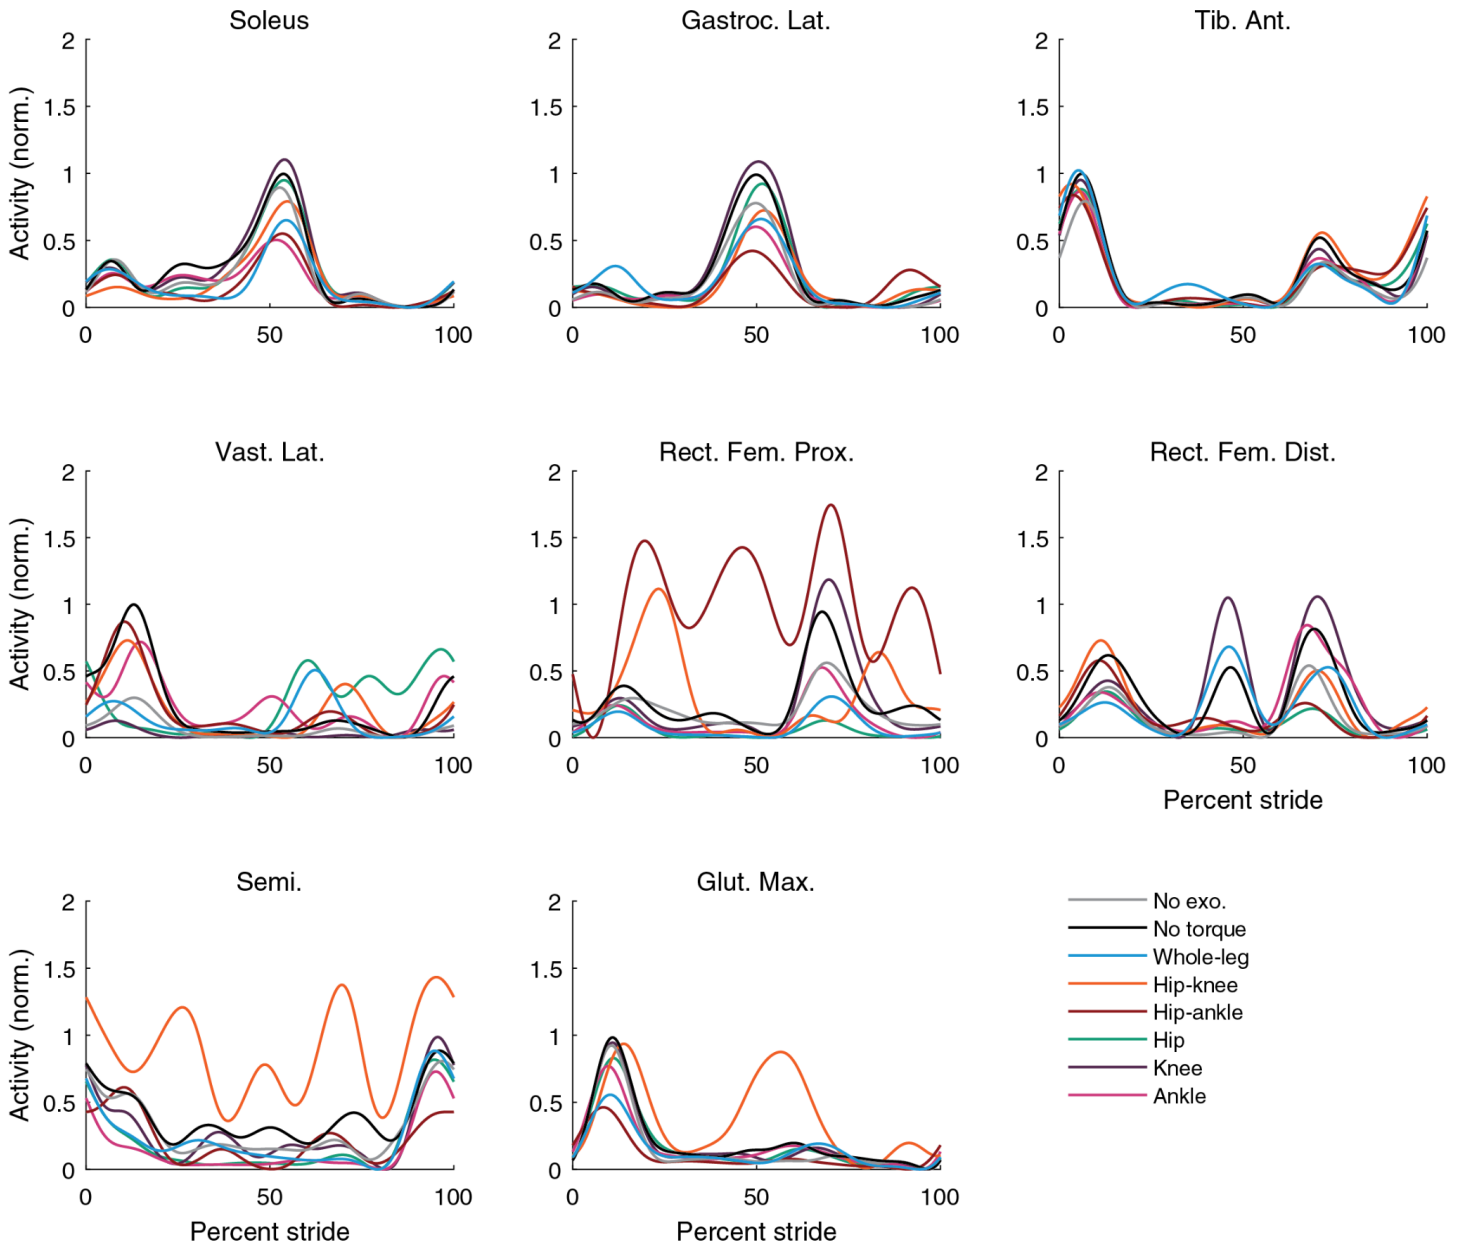 Soleus
Gastroc. Lat.
Tib. Ant.
Activity (norm.)
2
1.5
1
0.5
0
0
50
100
2
1.5
1
0.5
0
0
50
100
2
1.5
1
0.5
0
0
50
100
Vast. Lat.
Rect. Fem. Prox.
Rect. Fem. Dist.
Activity (norm.)
2
1.5
1
0.5
0
0
50
100
2
1.5
1
0.5
0
0
50
100
2
1.5
1
0.5
0
0
50
100
Percent stride
Semi.
Glut. Max.
Activity (norm.)
2
1.5
1
0.5
0
0
50
100
Percent stride
2
1.5
1
0.5
0
0
50
100
Percent stride
No exo.
No torque
Whole-leg
Hip-knee
Hip-ankle
Hip
Knee
Ankle